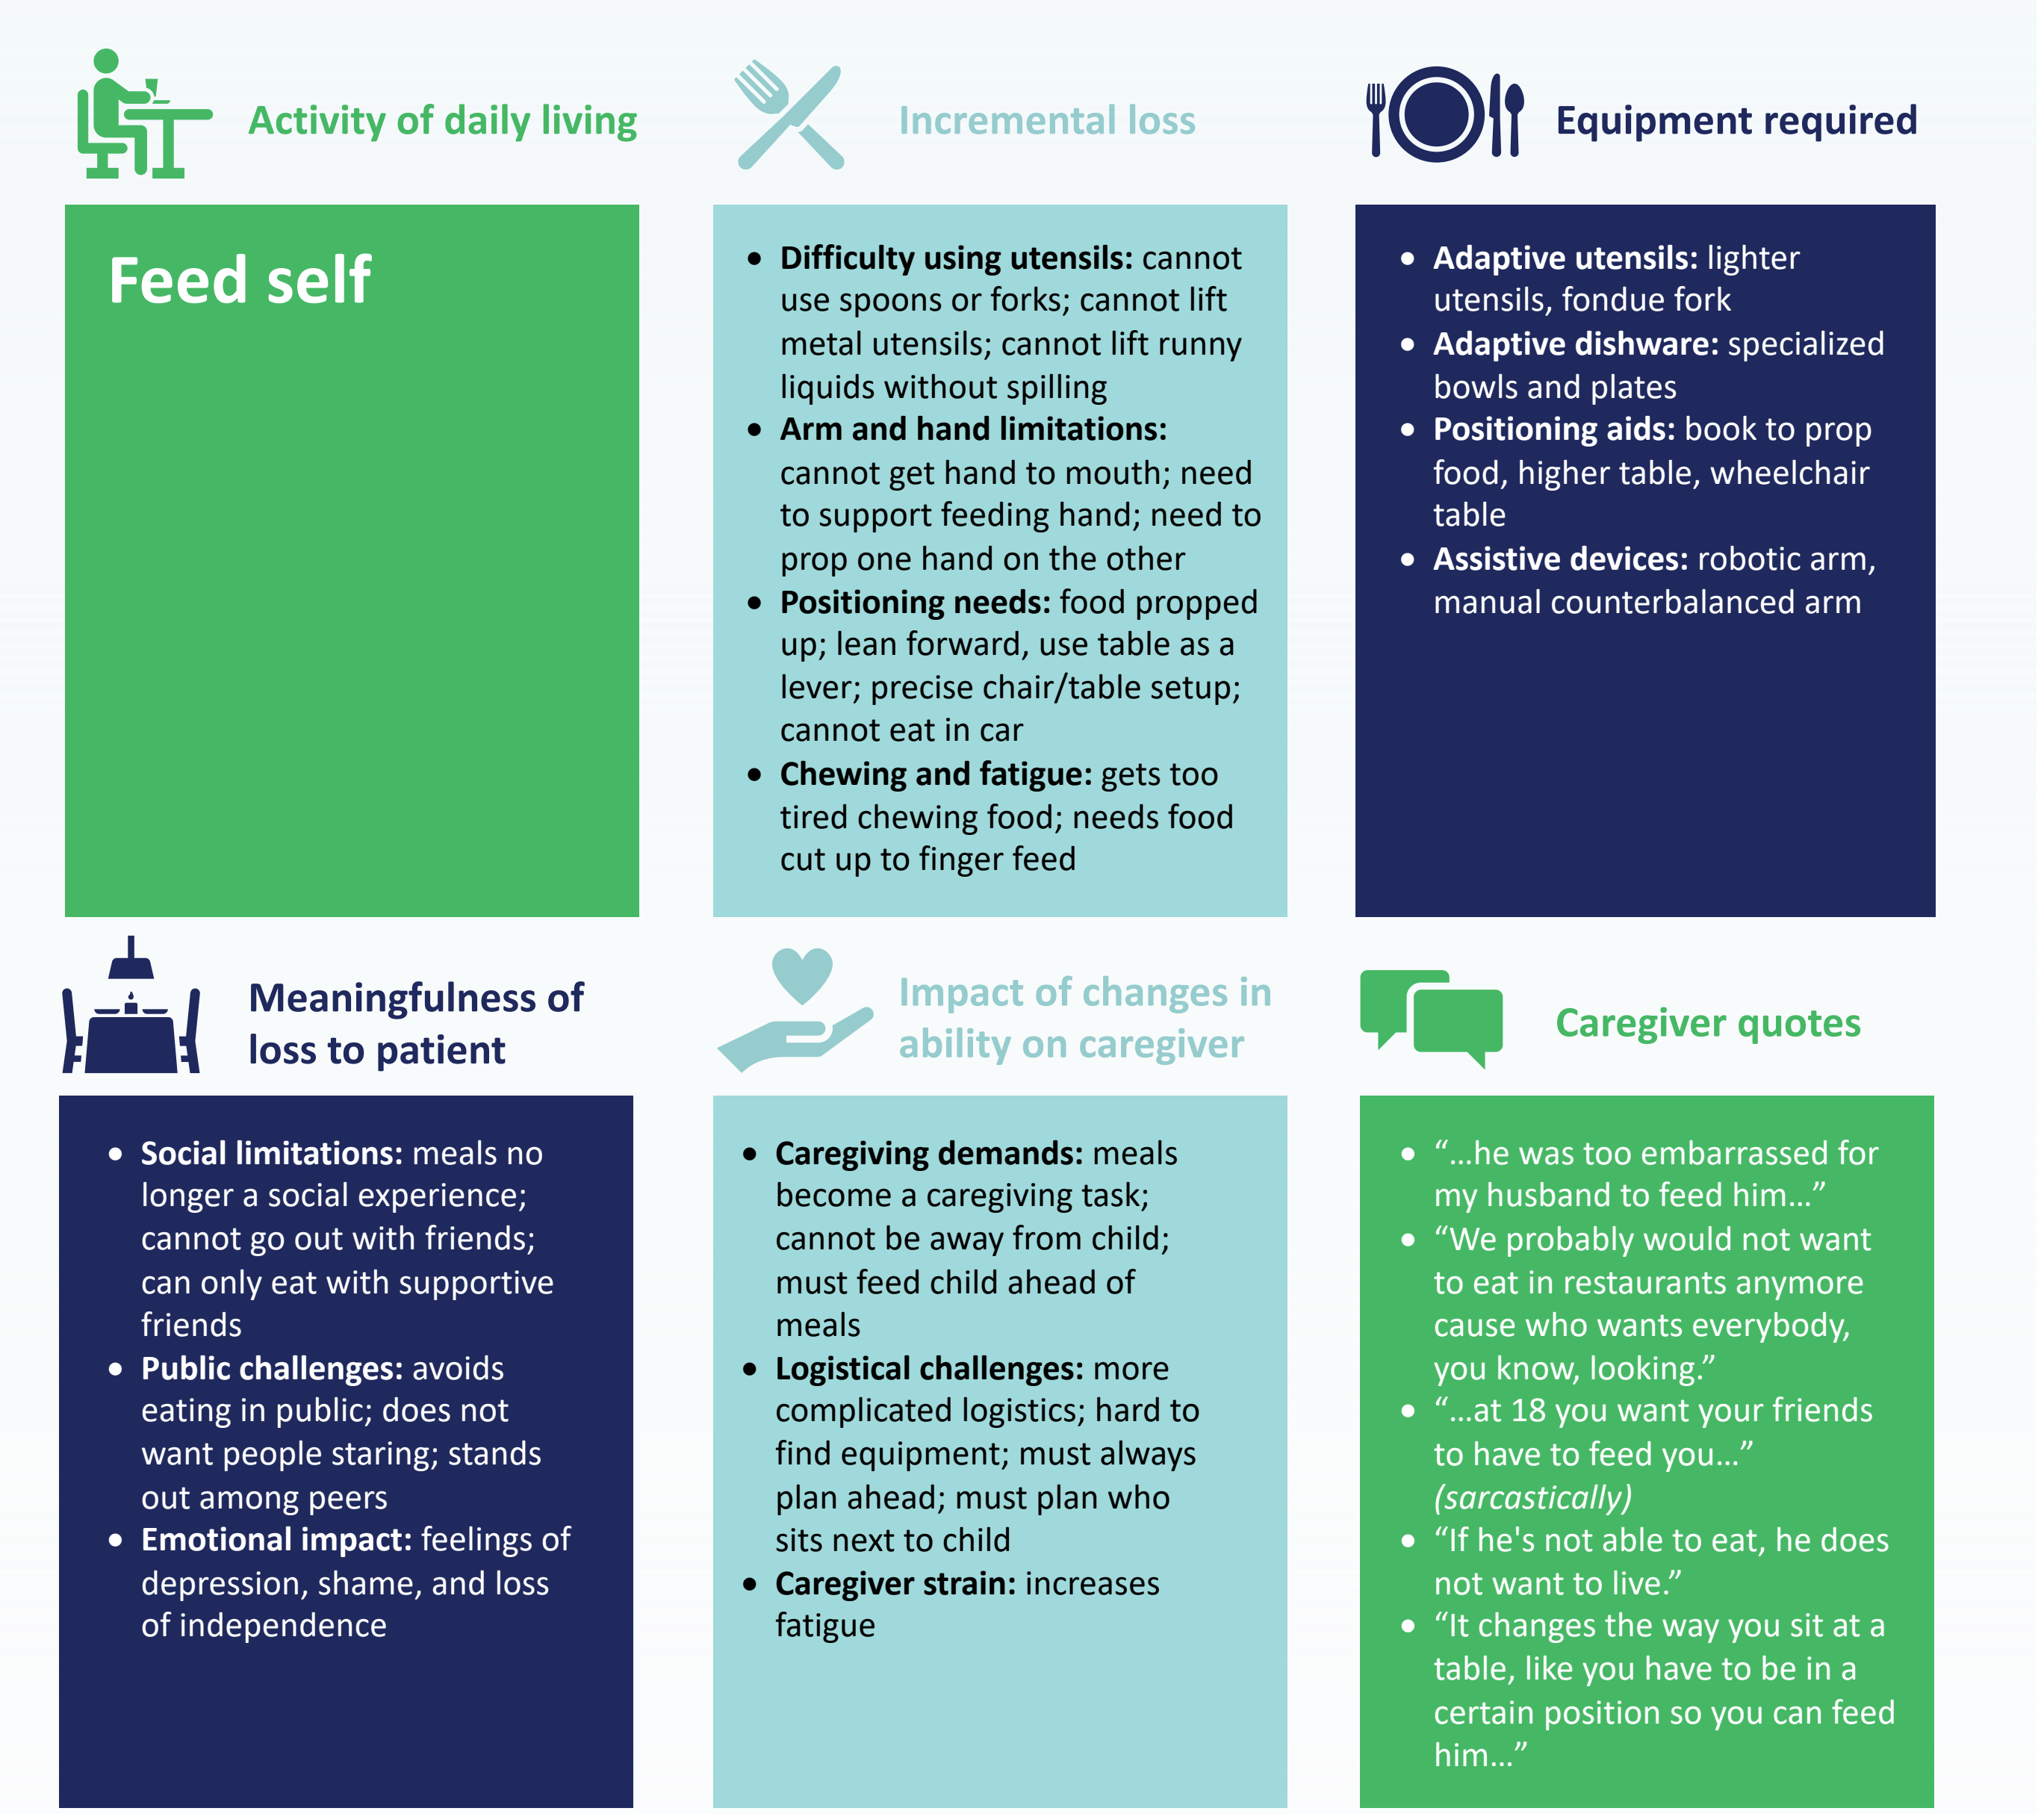 Activity of daily living
Feed self
Incremental loss
• Difficulty using utensils: cannot
use spoons or forks; cannot lift
metal utensils; cannot lift runny
liquids without spilling
• Arm and hand limitations:
cannot get hand to mouth; need
to support feeding hand; need to
prop one hand on the other
• Positioning needs: food propped
up; lean forward, use table as a
lever; precise chair/table setup;
cannot eat in car
• Chewing and fatigue: gets too
tired chewing food; needs food
cut up to finger feed
Equipment required
• Adaptive utensils: lighter
utensils, fondue fork
• Adaptive dishware: specialized
bowls and plates
• Positioning aids: book to prop
food, higher table, wheelchair
table
• Assistive devices: robotic arm,
manual counterbalanced arm
Meaningfulness of
loss to patient
• Social limitations: meals no
longer a social experience;
cannot go out with friends;
can only eat with supportive
friends
• Public challenges: avoids
eating in public; does not
want people staring; stands
out among peers
• Emotional impact: feelings of
depression, shame, and loss
of independence
Impact of changes in
ability on caregiver
• Caregiving demands: meals
become a caregiving task;
cannot be away from child;
must feed child ahead of
meals
• Logistical challenges: more
complicated logistics; hard to
find equipment; must always
plan ahead; must plan who
sits next to child
• Caregiver strain: increases
fatigue
Caregiver quotes
• “...he was too embarrassed for
my husband to feed him...”
• “We probably would not want
to eat in restaurants anymore
cause who wants everybody,
you know, looking.”
• “...at 18 you want your friends
to have to feed you...”
(sarcastically)
• “If he's not able to eat, he does
not want to live.”
• “It changes the way you sit at a
table, like you have to be in a
certain position so you can feed
him...”